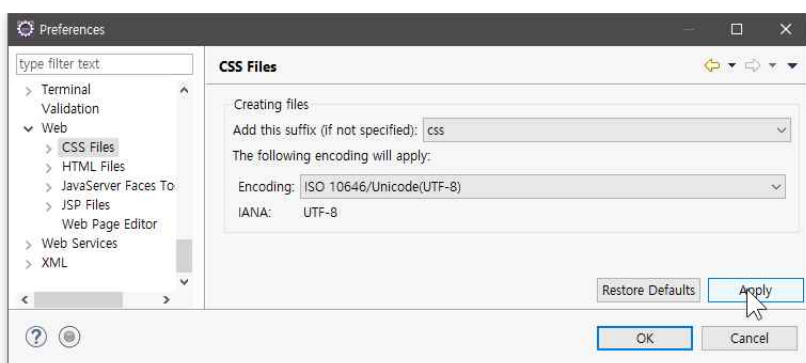 Preferences
type filter text
Terminal
Validation
Web
CSS Files
HTML Files
JavaServer Faces To
JSP Files
Web Page Editor
Web Services
XML
CSS Files
Creating files
Add this suffix (if not specified): css
The following encoding will apply:
Encoding: ISO 10646/Unicode(UTF-8)
IANA: UTF-8
Restore Defaults Apply
? OK Cancel